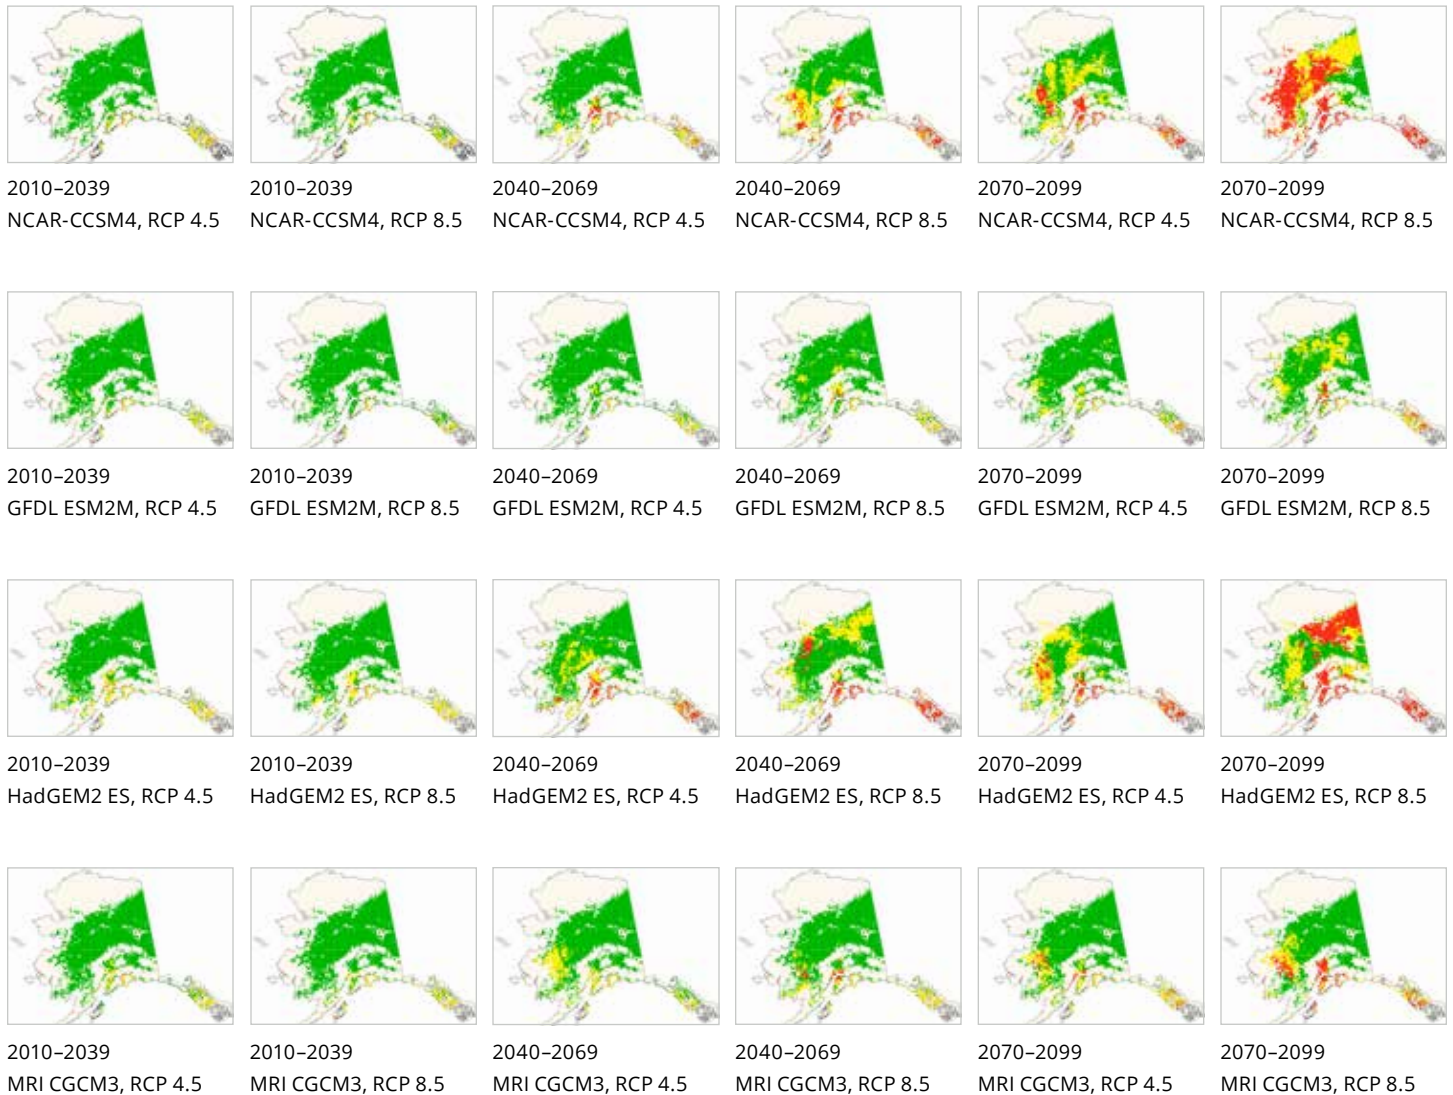 2010–2039
NCAR-CCSM4, RCP 4.5
2010–2039
NCAR-CCSM4, RCP 8.5
2040–2069
NCAR-CCSM4, RCP 4.5
2040–2069
NCAR-CCSM4, RCP 8.5
2070–2099
NCAR-CCSM4, RCP 4.5
2070–2099
NCAR-CCSM4, RCP 8.5
2010–2039
GFDL ESM2M, RCP 4.5
2010–2039
GFDL ESM2M, RCP 8.5
2040–2069
GFDL ESM2M, RCP 4.5
2040–2069
GFDL ESM2M, RCP 8.5
2070–2099
GFDL ESM2M, RCP 4.5
2070–2099
GFDL ESM2M, RCP 8.5
2010–2039
HadGEM2 ES, RCP 4.5
2010–2039
HadGEM2 ES, RCP 8.5
2040–2069
HadGEM2 ES, RCP 4.5
2040–2069
HadGEM2 ES, RCP 8.5
2070–2099
HadGEM2 ES, RCP 4.5
2070–2099
HadGEM2 ES, RCP 8.5
2010–2039
MRI CGCM3, RCP 4.5
2010–2039
MRI CGCM3, RCP 8.5
2040–2069
MRI CGCM3, RCP 4.5
2040–2069
MRI CGCM3, RCP 8.5
2070–2099
MRI CGCM3, RCP 4.5
2070–2099
MRI CGCM3, RCP 8.5